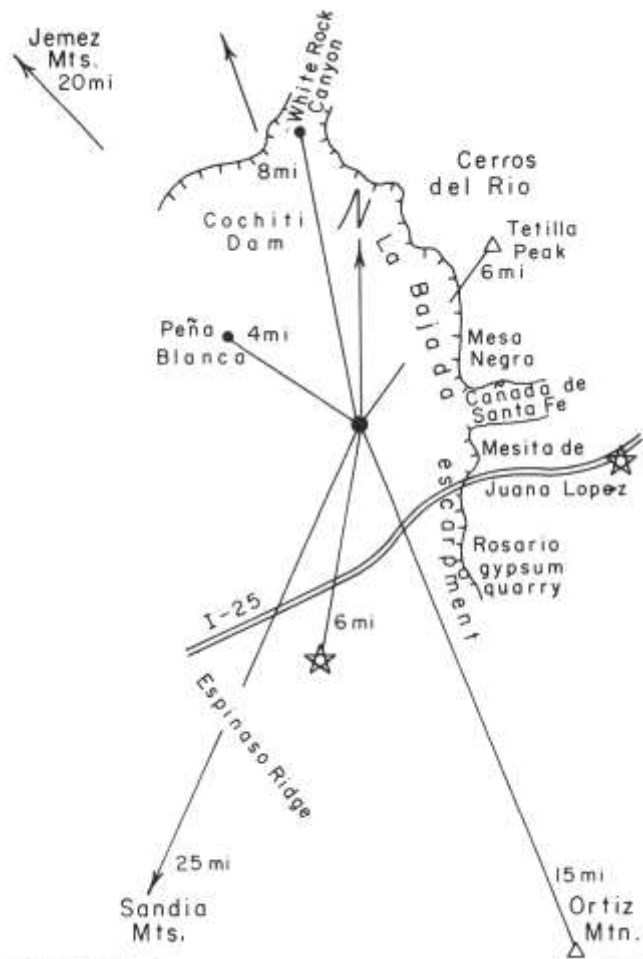 Jemez
Mts.
20mi
White Rock
Canyon
8mi
Cochiti
Dam
N
Cerros
del Rio
Tetilla
Peak
6mi
La Bajada escarpment
Peña
Blanca
4mi
Mesa
Negra
Cañada de
Santa Fe
Mesita de
Juana Lopez
Rosario
gypsum
quarry
I-25
6mi
Espinaso Ridge
25mi
Sandia
Mts.
15mi
Ortiz
Mtn.